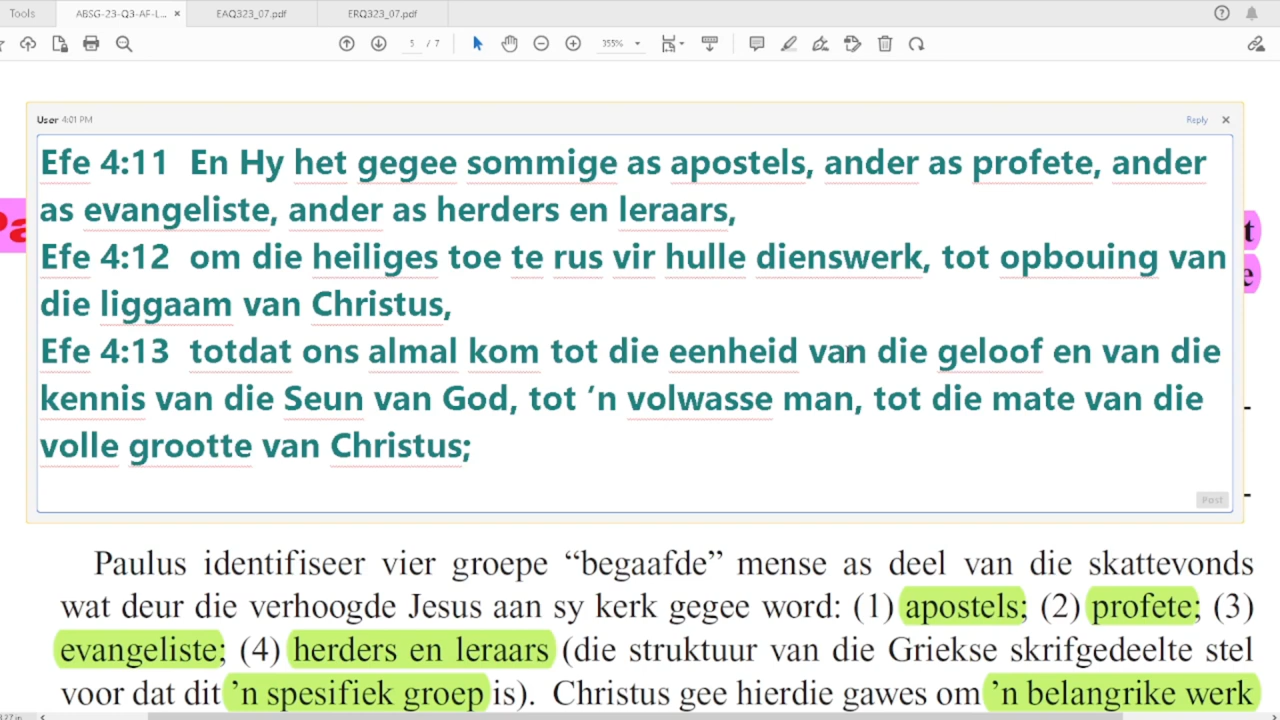 Tools
ABSG-23-Q3-AF-L... ×
EAQ323_07.pdf
ERQ323_07.pdf
5 / 7
355%
User 4:01 PM
Reply
Efe 4:11 En Hy het gegee sommige as apostels, ander as profete, ander
as evangeliste, ander as herders en leraars,
Efe 4:12 om die heiliges toe te rus vir hulle dienswerk, tot opbouing van
die liggaam van Christus,
Efe 4:13 totdat ons almal kom tot die eenheid van die geloof en van die
kennis van die Seun van God, tot ’n volwasse man, tot die mate van die
volle grootte van Christus;
Post
Pa
t
e
Paulus identifiseer vier groepe “begaafde” mense as deel van die skattevonds
wat deur die verhoogde Jesus aan sy kerk gegee word: (1) apostels; (2) profete; (3)
evangeliste; (4) herders en leraars (die struktuur van die Griekse skrifgedeelte stel
voor dat dit ’n spesifiek groep is). Christus gee hierdie gawes om ’n belangrike werk